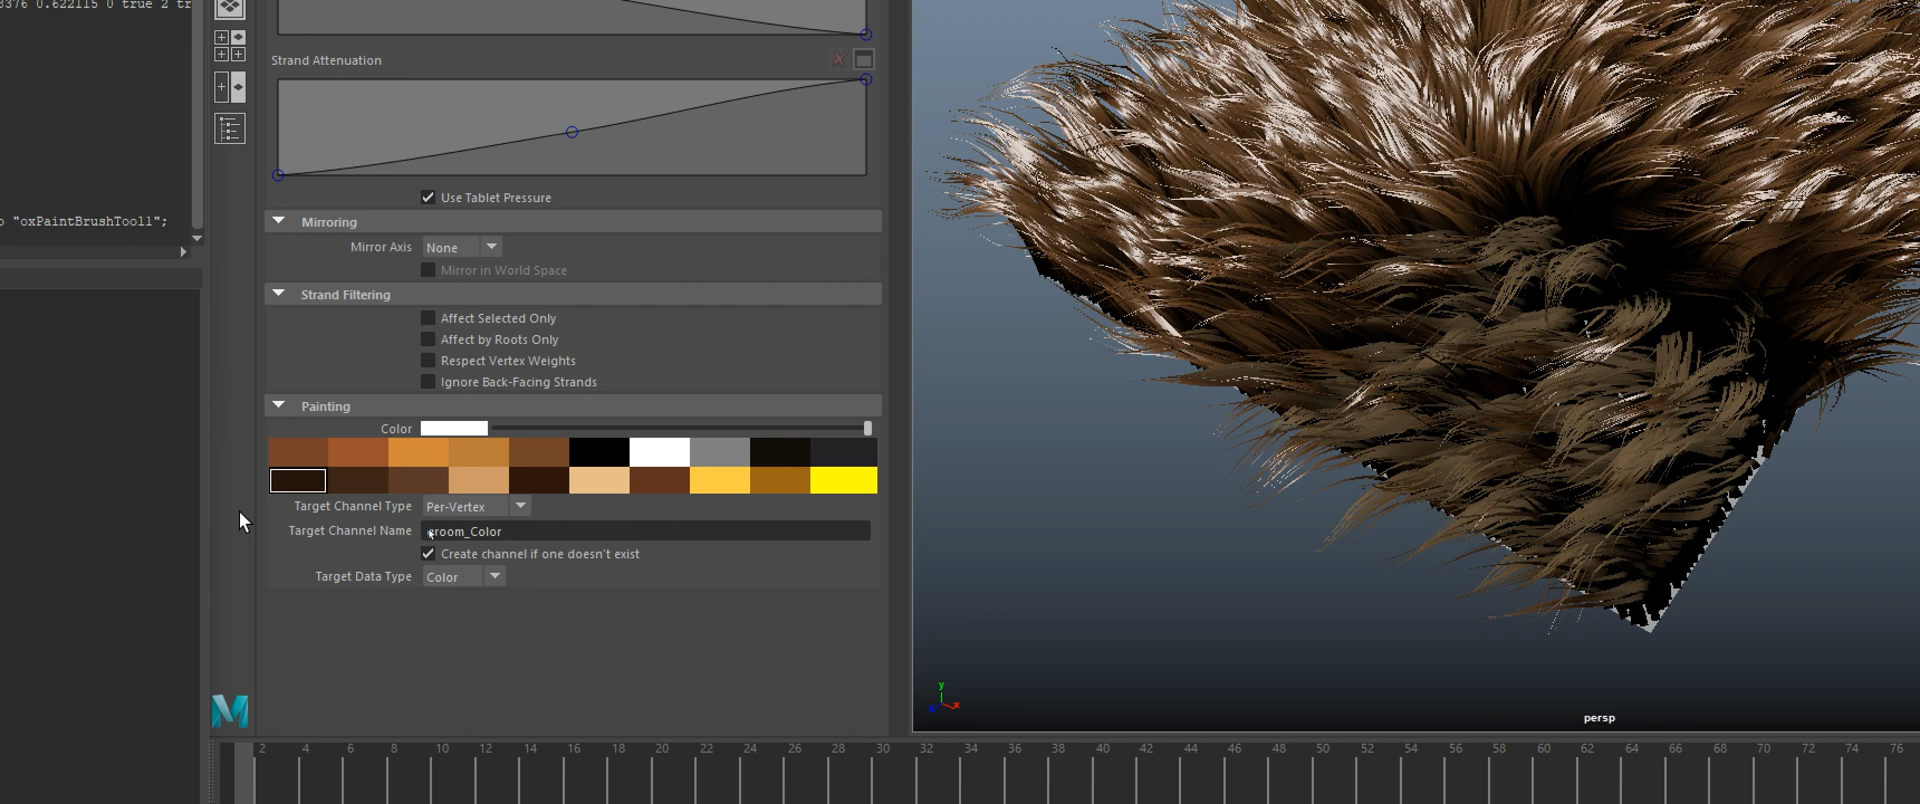 3376 0.622115 0 true 2 tr
Strand Attenuation
Use Tablet Pressure
o "oxPaintBrushTool1";
Mirroring
Mirror Axis None
Mirror in World Space
Strand Filtering
Affect Selected Only
Affect by Roots Only
Respect Vertex Weights
Ignore Back-Facing Strands
Painting
Color
Target Channel Type Per-Vertex
Target Channel Name groom_Color
Create channel if one doesn't exist
Target Data Type Color
y
x
persp
2 4 6 8 10 12 14 16 18 20 22 24 26 28 30 32 34 36 38 40 42 44 46 48 50 52 54 56 58 60 62 64 66 68 70 72 74 76